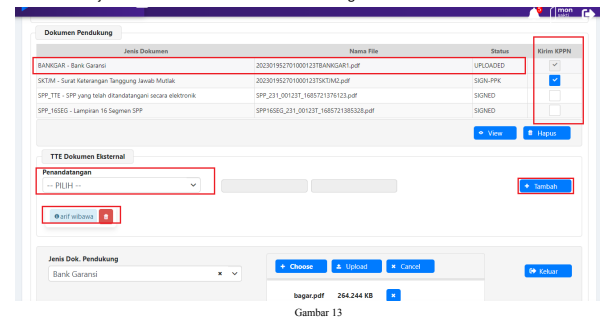 5
mon
sakti
Dokumen Pendukung
Jenis Dokumen Nama File Status Kirim KPPN
BANKGAR - Bank Garansi 202301952701000123TBANKGAR1.pdf UPLOADED
SKTJM - Surat Keterangan Tanggung Jawab Mutlak 202301952701000123TSKTJM2.pdf SIGN-PPK
SPP_TTE - SPP yang telah ditandatangani secara elektronik SPP_231_00123T_1685721376123.pdf SIGNED
SPP_16SEG - Lampiran 16 Segmen SPP SPP16SEG_231_00123T_1685721385328.pdf SIGNED
View Hapus
TTE Dokumen Eksternal
Penandatangan
-- PILIH -- + Tambah
arif wibawa
Jenis Dok. Pendukung
Bank Garansi × + Choose Upload × Cancel Keluar
bagar.pdf 264.244 KB ×
Gambar 13